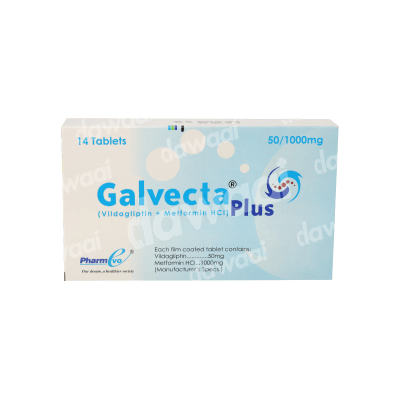 14 Tablets 50/1000mg
Galvecta® Plus
(Vildagliptin + Metformin HCl)
Each film coated tablet contains:
Vildagliptin.............50mg
Metformin HCl...1000mg
(Manufacturer's Specs.)
PharmEvo
Our dream, a healthier society
dawaai